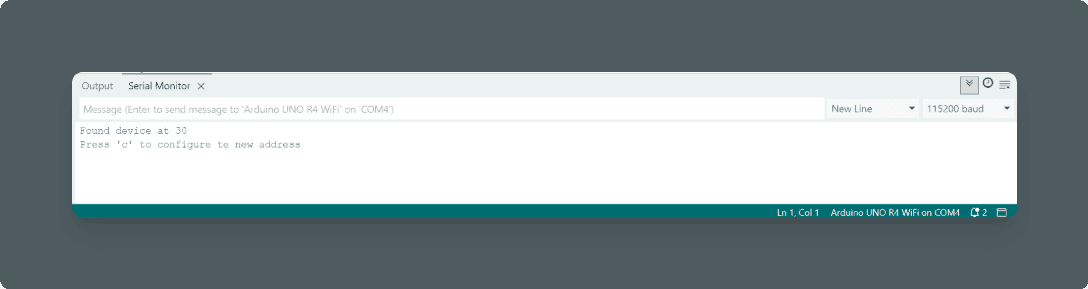 Output Serial Monitor
Message (Enter to send message to 'Arduino UNO R4 WiFi' on 'COM4') New Line 115200 baud
Found device at 30
Press 'c' to configure te new address
Ln 1, Col 1 Arduino UNO R4 WiFi on COM4 2